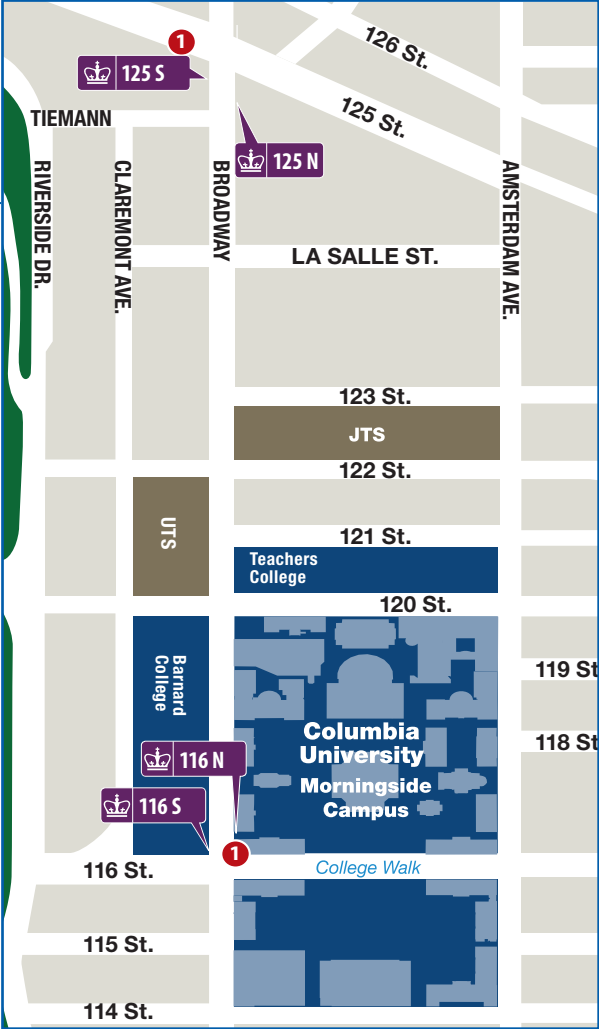 126 St.
1
125 S
125 St.
TIEMANN
125 N
RIVERSIDE DR.
CLAREMONT AVE.
BROADWAY
AMSTERDAM AVE.
LA SALLE ST.
123 St.
JTS
122 St.
UTS
121 St.
Teachers
College
120 St.
Barnard
College
119 St
118 St
Columbia
University
Morningside
Campus
116 N
116 S
1
116 St.
College Walk
115 St.
114 St.